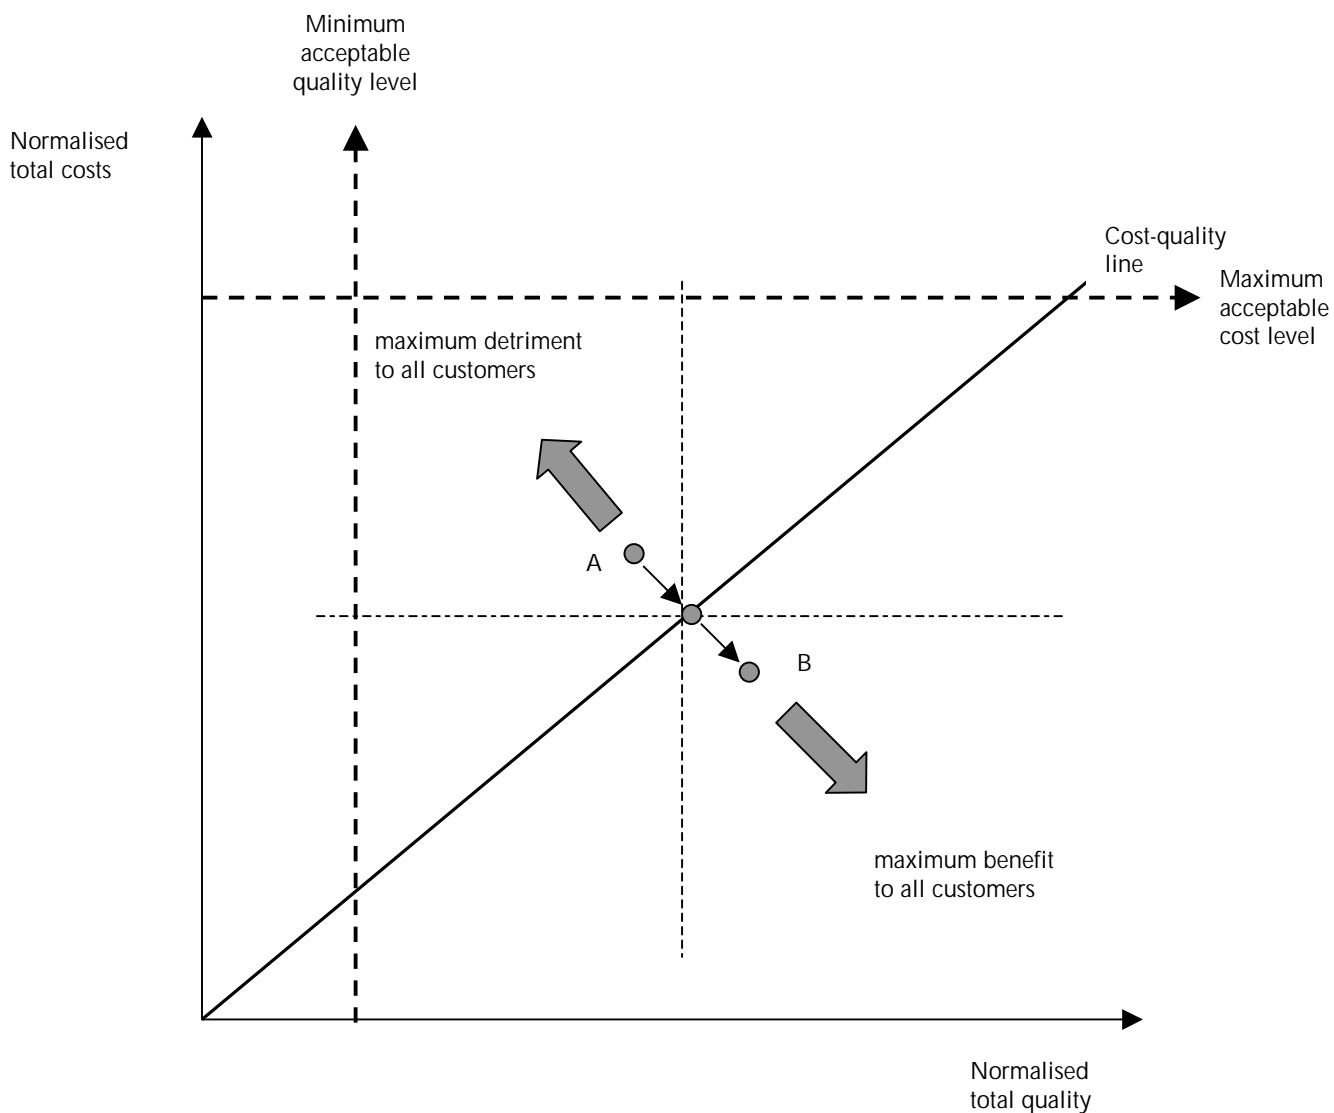 Minimum
acceptable
quality level
Normalised
total costs
Cost-quality
line
Maximum
acceptable
cost level
maximum detriment
to all customers
A
B
maximum benefit
to all customers
Normalised
total quality